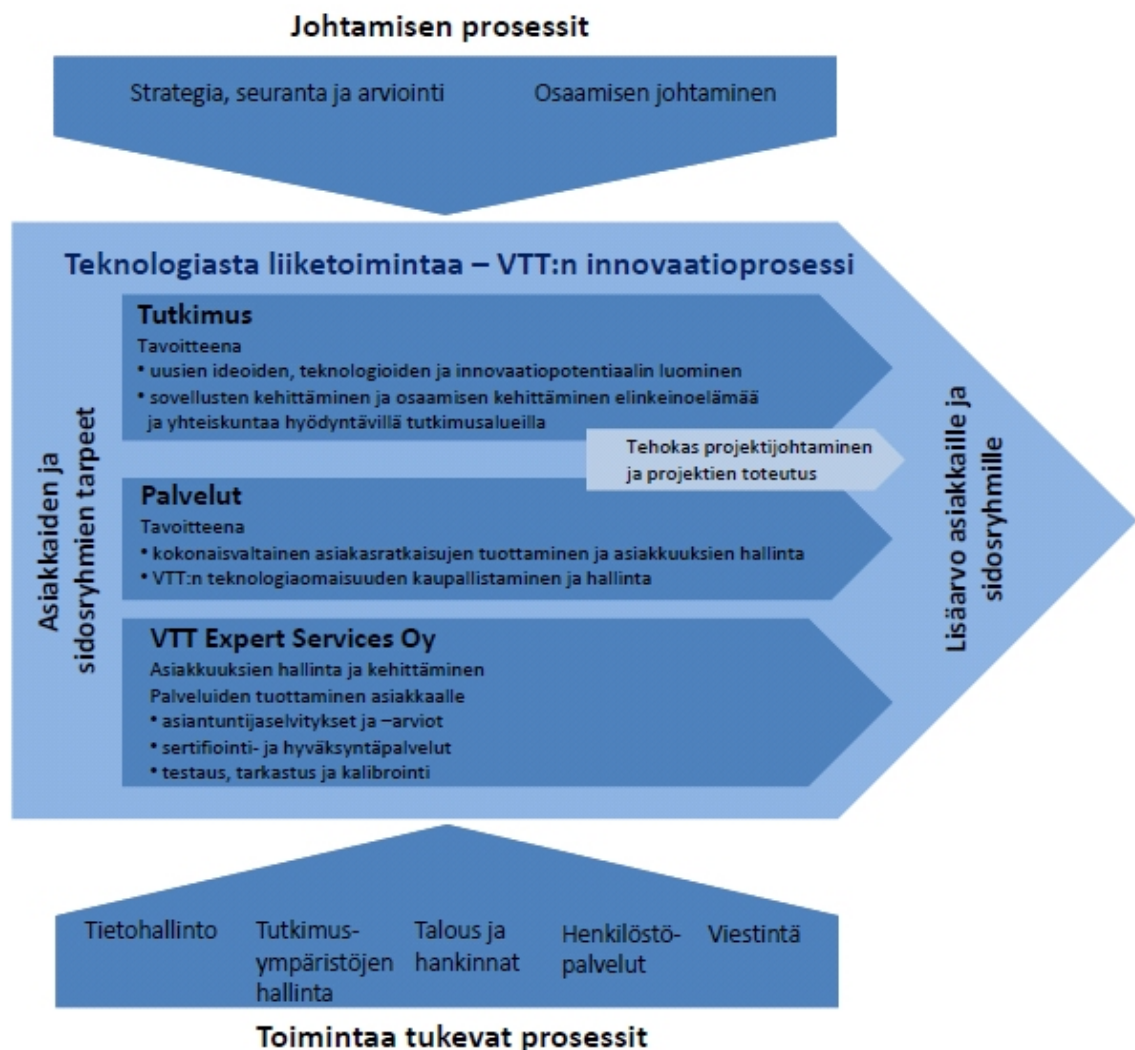 Johtamisen prosessit
Strategia, seuranta ja arviointi
Osaamisen johtaminen
Teknologiasta liiketoimintaa – VTT:n innovaatioprosessi
Asiakkaiden ja
sidosryhmien tarpeet
Tutkimus
Tavoitteena
• uusien ideoiden, teknologioiden ja innovaatiopotentiaalin luominen
• sovellusten kehittäminen ja osaamisen kehittäminen elinkeinoelämää
ja yhteiskuntaa hyödyntävillä tutkimusalueilla
Tehokas projektijohtaminen
ja projektien toteutus
Palvelut
Tavoitteena
• kokonaisvaltainen asiakasratkaisujen tuottaminen ja asiakkuuksien hallinta
• VTT:n teknologiaomaisuuden kaupallistaminen ja hallinta
VTT Expert Services Oy
Asiakkuuksien hallinta ja kehittäminen
Palveluiden tuottaminen asiakkaalle
• asiantuntijaselvitykset ja –arviot
• sertifiointi- ja hyväksyntäpalvelut
• testaus, tarkastus ja kalibrointi
Lisäarvo asiakkaille ja
sidosryhmille
Tietohallinto
Tutkimus-
ympäristöjen
hallinta
Talous ja
hankinnat
Henkilöstö-
palvelut
Viestintä
Toimintaa tukevat prosessit